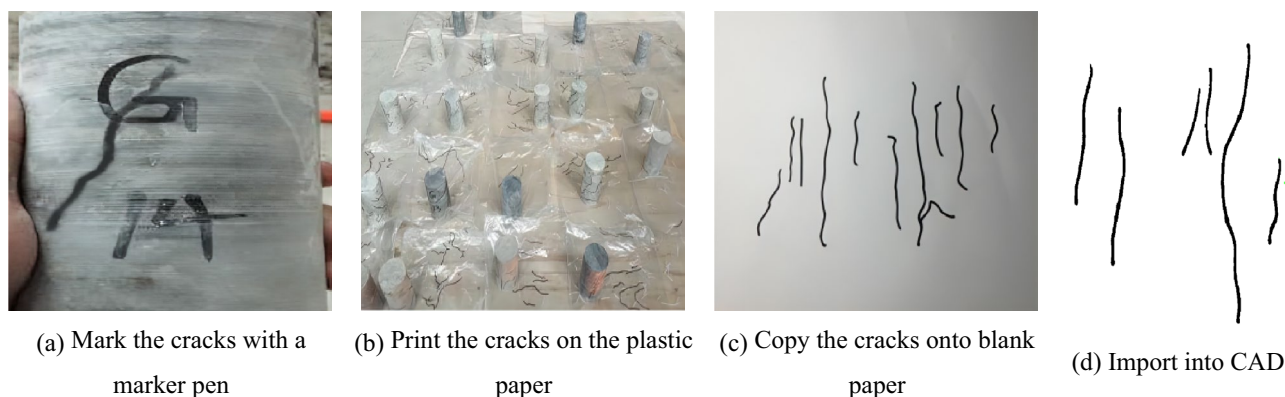 (a) Mark the cracks with a
marker pen
(b) Print the cracks on the plastic
paper
(c) Copy the cracks onto blank
paper
(d) Import into CAD